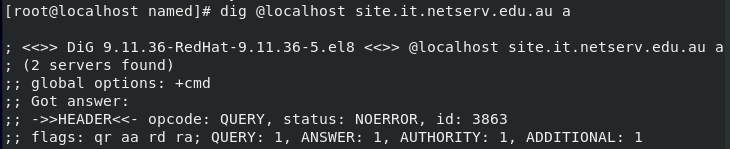 [root@localhost named]# dig @localhost site.it.netserv.edu.au a
; <<>> DiG 9.11.36-RedHat-9.11.36-5.el8 <<>> @localhost site.it.netserv.edu.au a
; (2 servers found)
;; global options: +cmd
;; Got answer:
;; ->>HEADER<<- opcode: QUERY, status: NOERROR, id: 3863
;; flags: qr aa rd ra; QUERY: 1, ANSWER: 1, AUTHORITY: 1, ADDITIONAL: 1